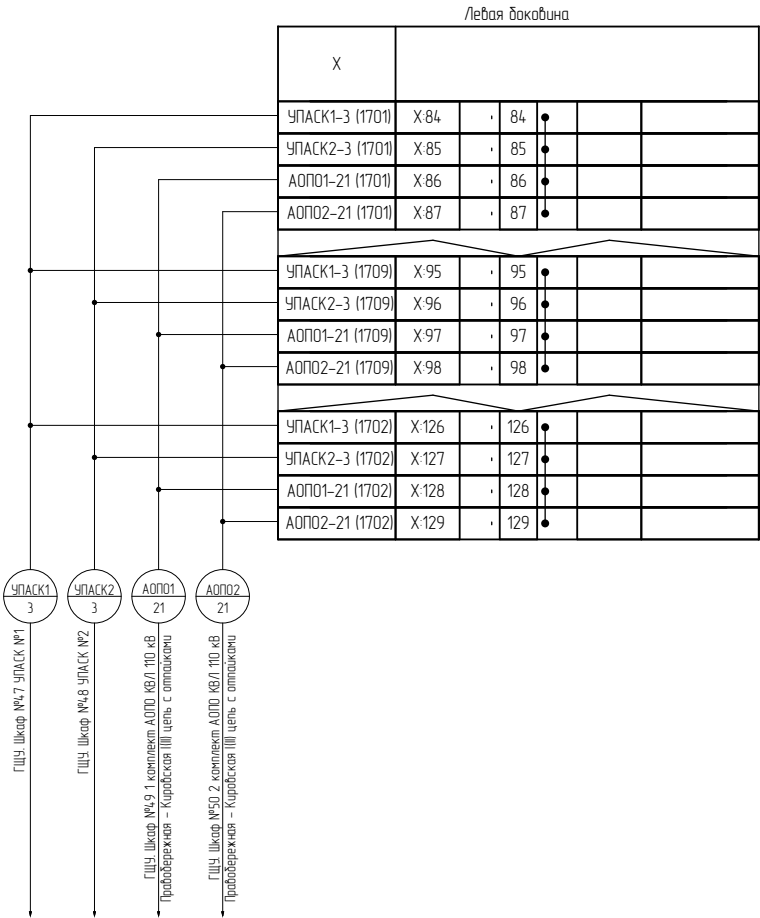 Левая боковина
X
УПАСК1-3 (1701) X:84 84
УПАСК2-3 (1701) X:85 85
АОПО1-21 (1701) X:86 86
АОПО2-21 (1701) X:87 87
УПАСК1-3 (1709) X:95 95
УПАСК2-3 (1709) X:96 96
АОПО1-21 (1709) X:97 97
АОПО2-21 (1709) X:98 98
УПАСК1-3 (1702) X:126 126
УПАСК2-3 (1702) X:127 127
АОПО1-21 (1702) X:128 128
АОПО2-21 (1702) X:129 129
УПАСК1
3
УПАСК2
3
АОПО1
21
АОПО2
21
ГЩУ. Шкаф №47 УПАСК №1
ГЩУ. Шкаф №48 УПАСК №2
ГЩУ. Шкаф №49 1 комплект АОПО КВЛ 110 кВ
Правобережная – Кировская I(II) цепь с отпайками
ГЩУ. Шкаф №50 2 комплект АОПО КВЛ 110 кВ
Правобережная – Кировская I(II) цепь с отпайками